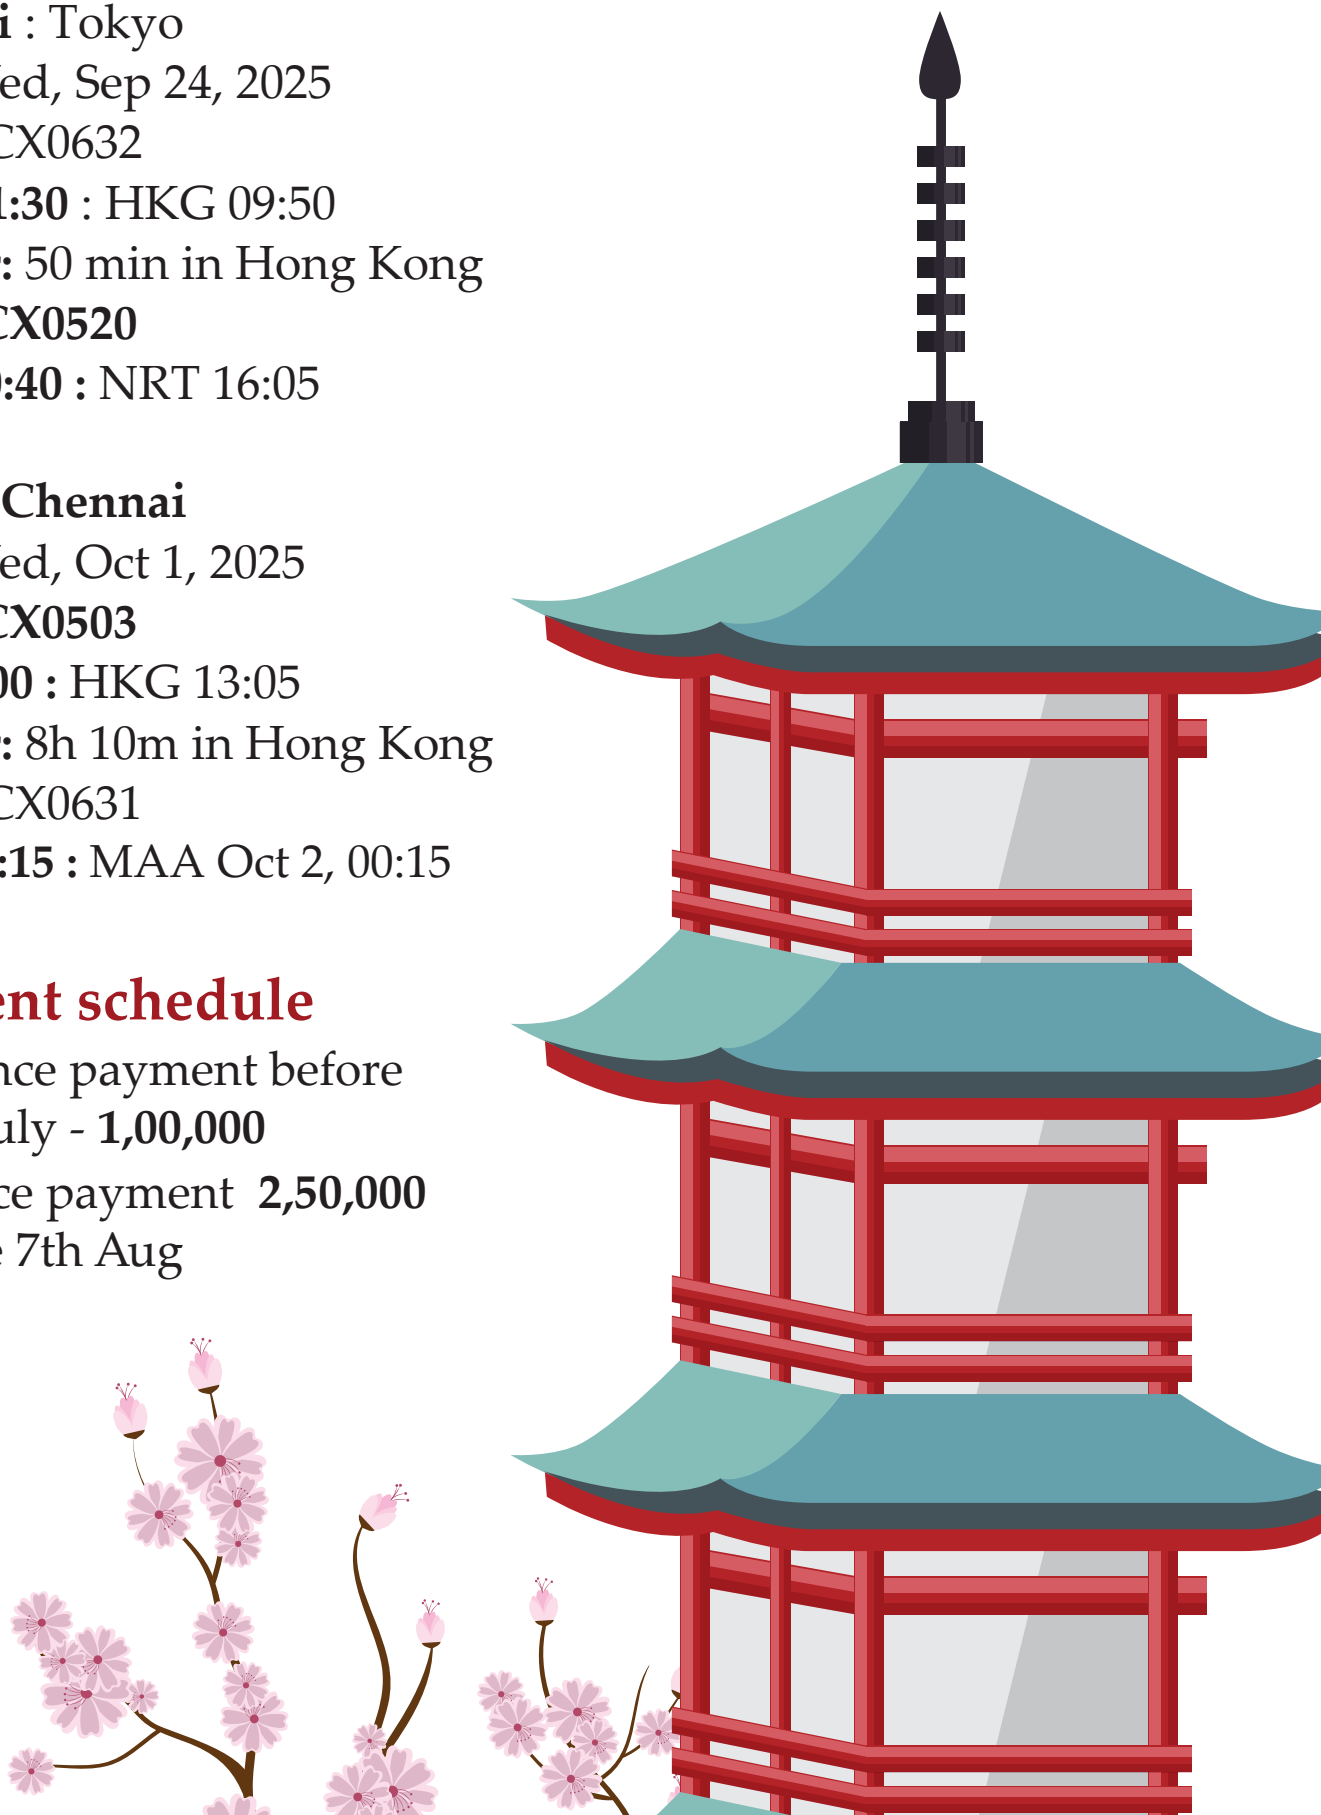 i : Tokyo
ed, Sep 24, 2025
CX0632
1:30 : HKG 09:50
r: 50 min in Hong Kong
CX0520
0:40 : NRT 16:05
Chennai
ed, Oct 1, 2025
CX0503
00 : HKG 13:05
r: 8h 10m in Hong Kong
CX0631
:15 : MAA Oct 2, 00:15
ent schedule
nce payment before
uly - 1,00,000
ce payment 2,50,000
e 7th Aug